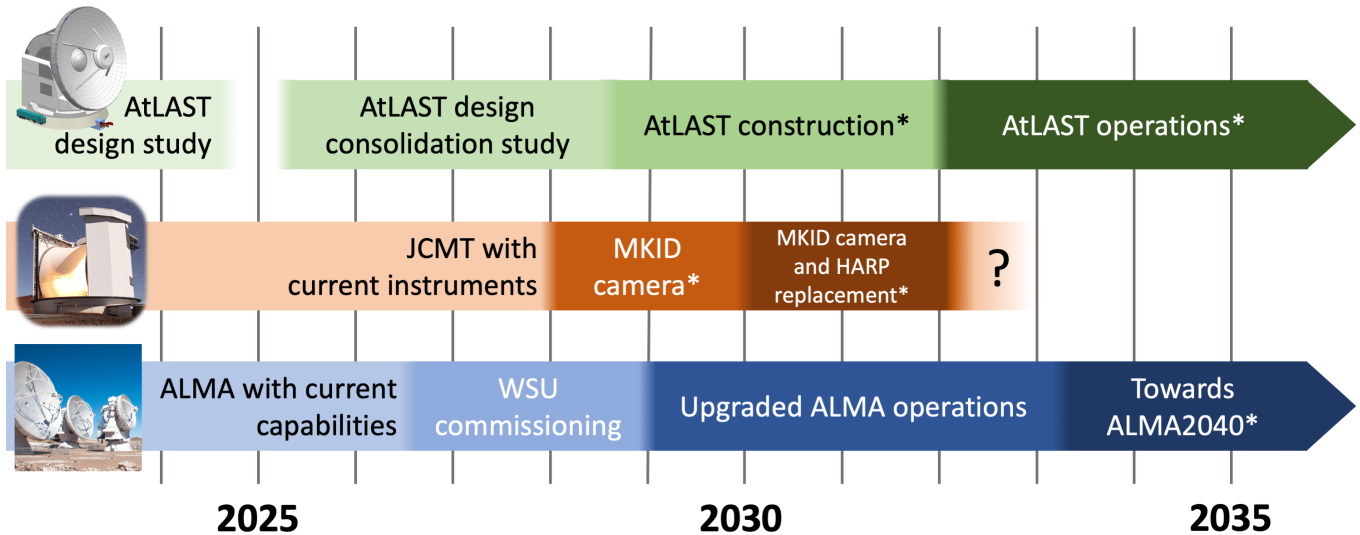 AtLAST
design study
AtLAST design
consolidation study
AtLAST construction*
AtLAST operations*
JCMT with
current instruments
MKID
camera*
MKID camera
and HARP
replacement*
?
ALMA with current
capabilities
WSU
commissioning
Upgraded ALMA operations
Towards
ALMA2040*
2025
2030
2035